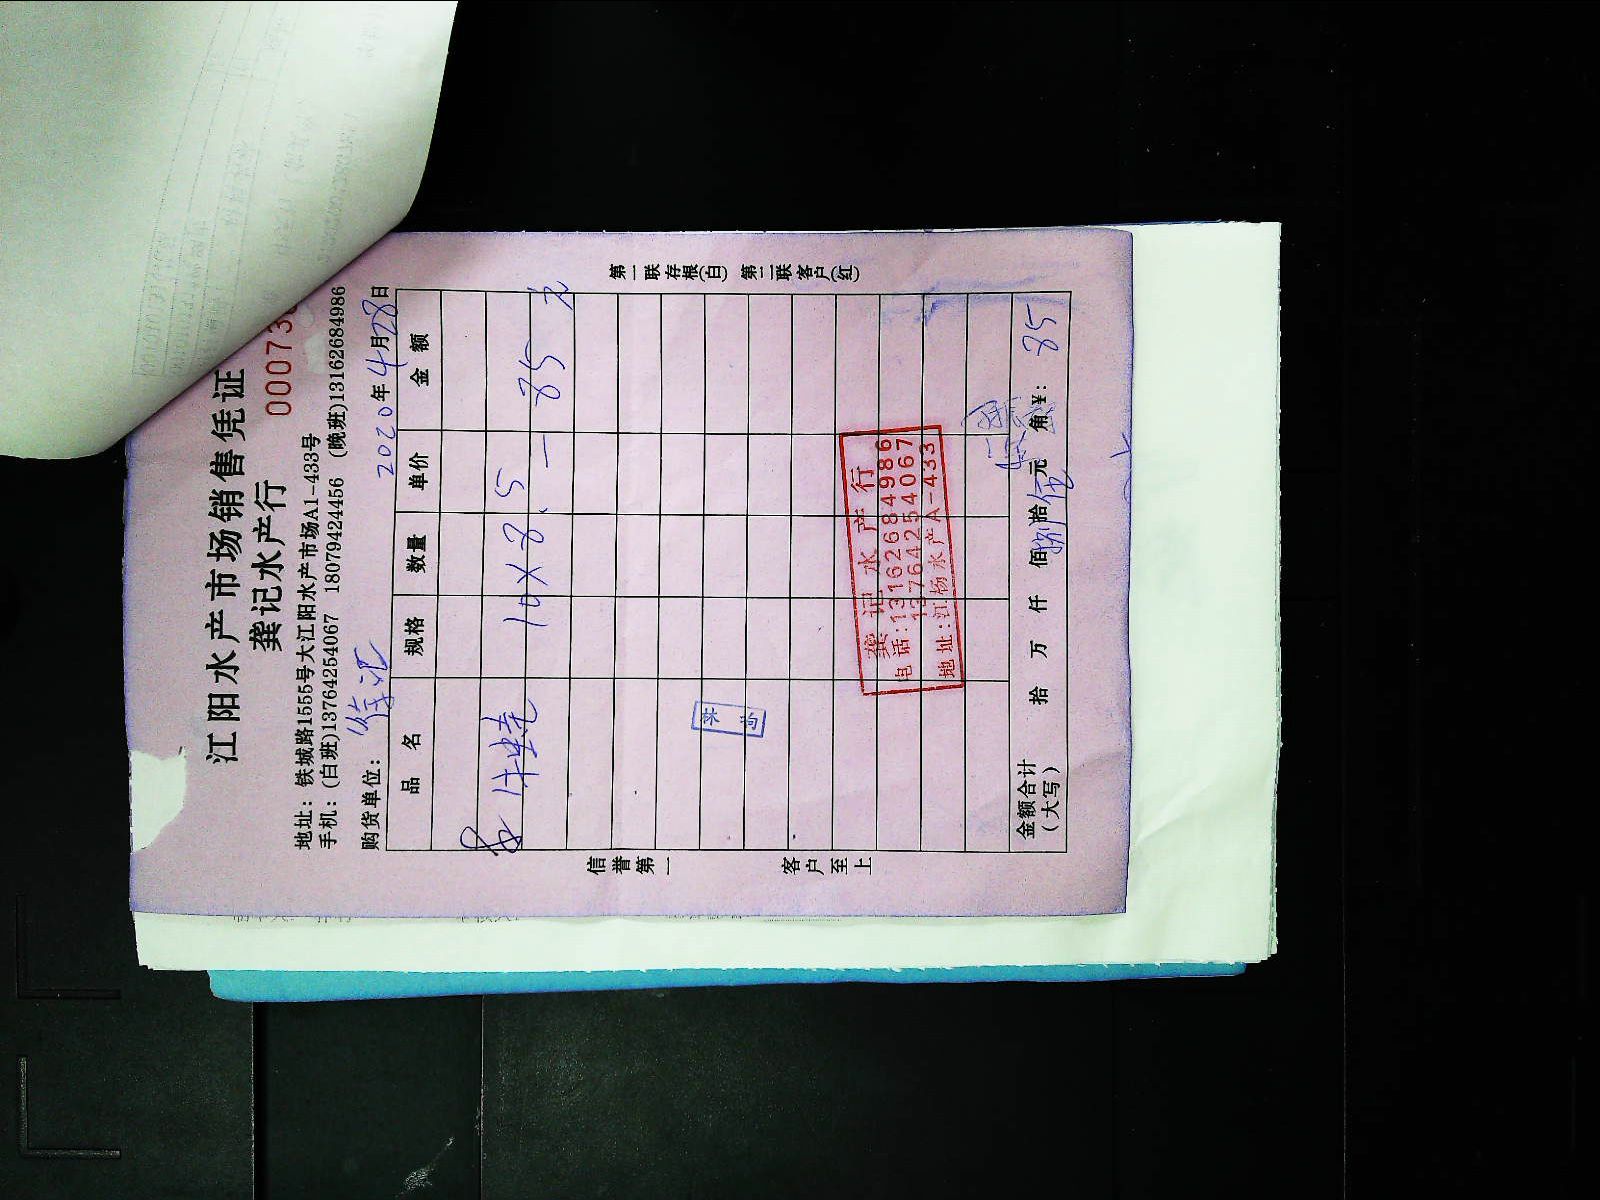 江阳水产市场销售凭证
龚记水产行
00073
地址：铁城路1555号大江阳水产市场A1-433号
手机：(白班)13764254067 18079424456 (晚班)13162684986
购货单位： 2020年4月28日
品名 规格 数量 单价 金额
10×8.5 — 85元
龚记水产行
电话:13162684986
13764254067
地址:江杨水产A-433
金额合计
(大写)
拾 万 仟 佰 捌拾伍元 角 ¥: 85
信誉第一 客户至上
第一联存根(白) 第二联客户(红)